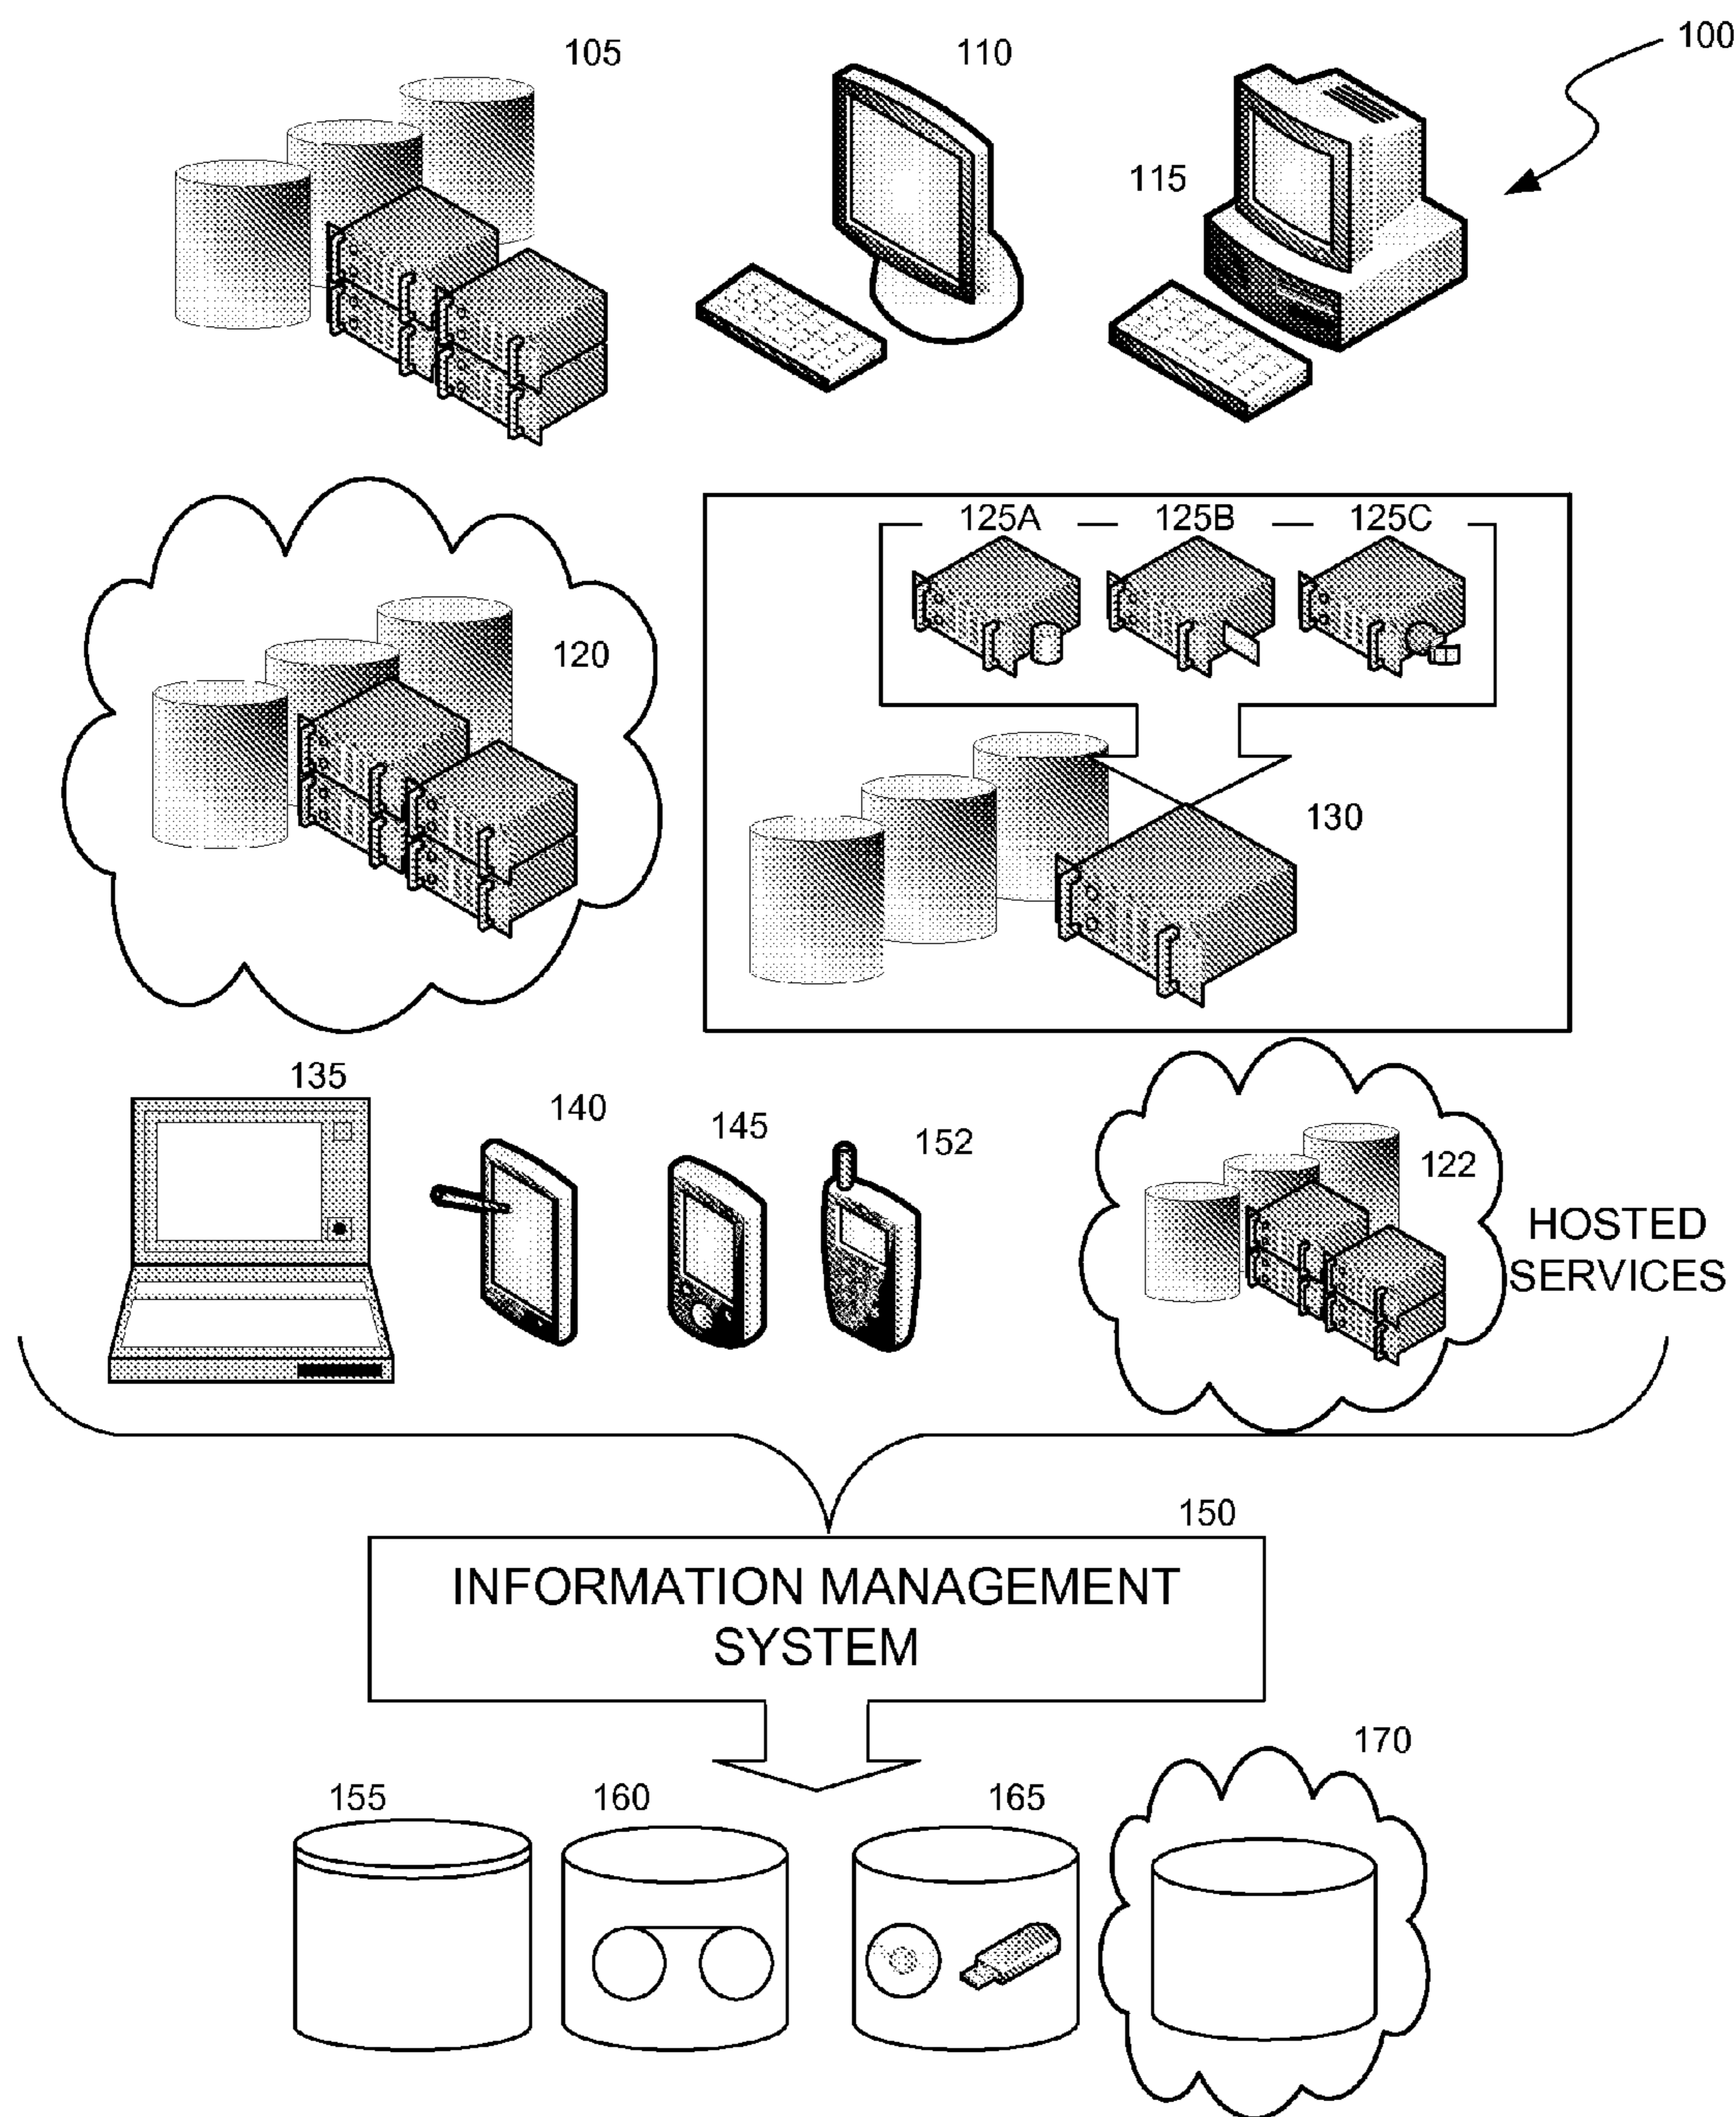 100
105
110
115
125A
125B
125C
120
130
135
140
145
152
122
HOSTED
SERVICES
150
INFORMATION MANAGEMENT
SYSTEM
170
155
160
165